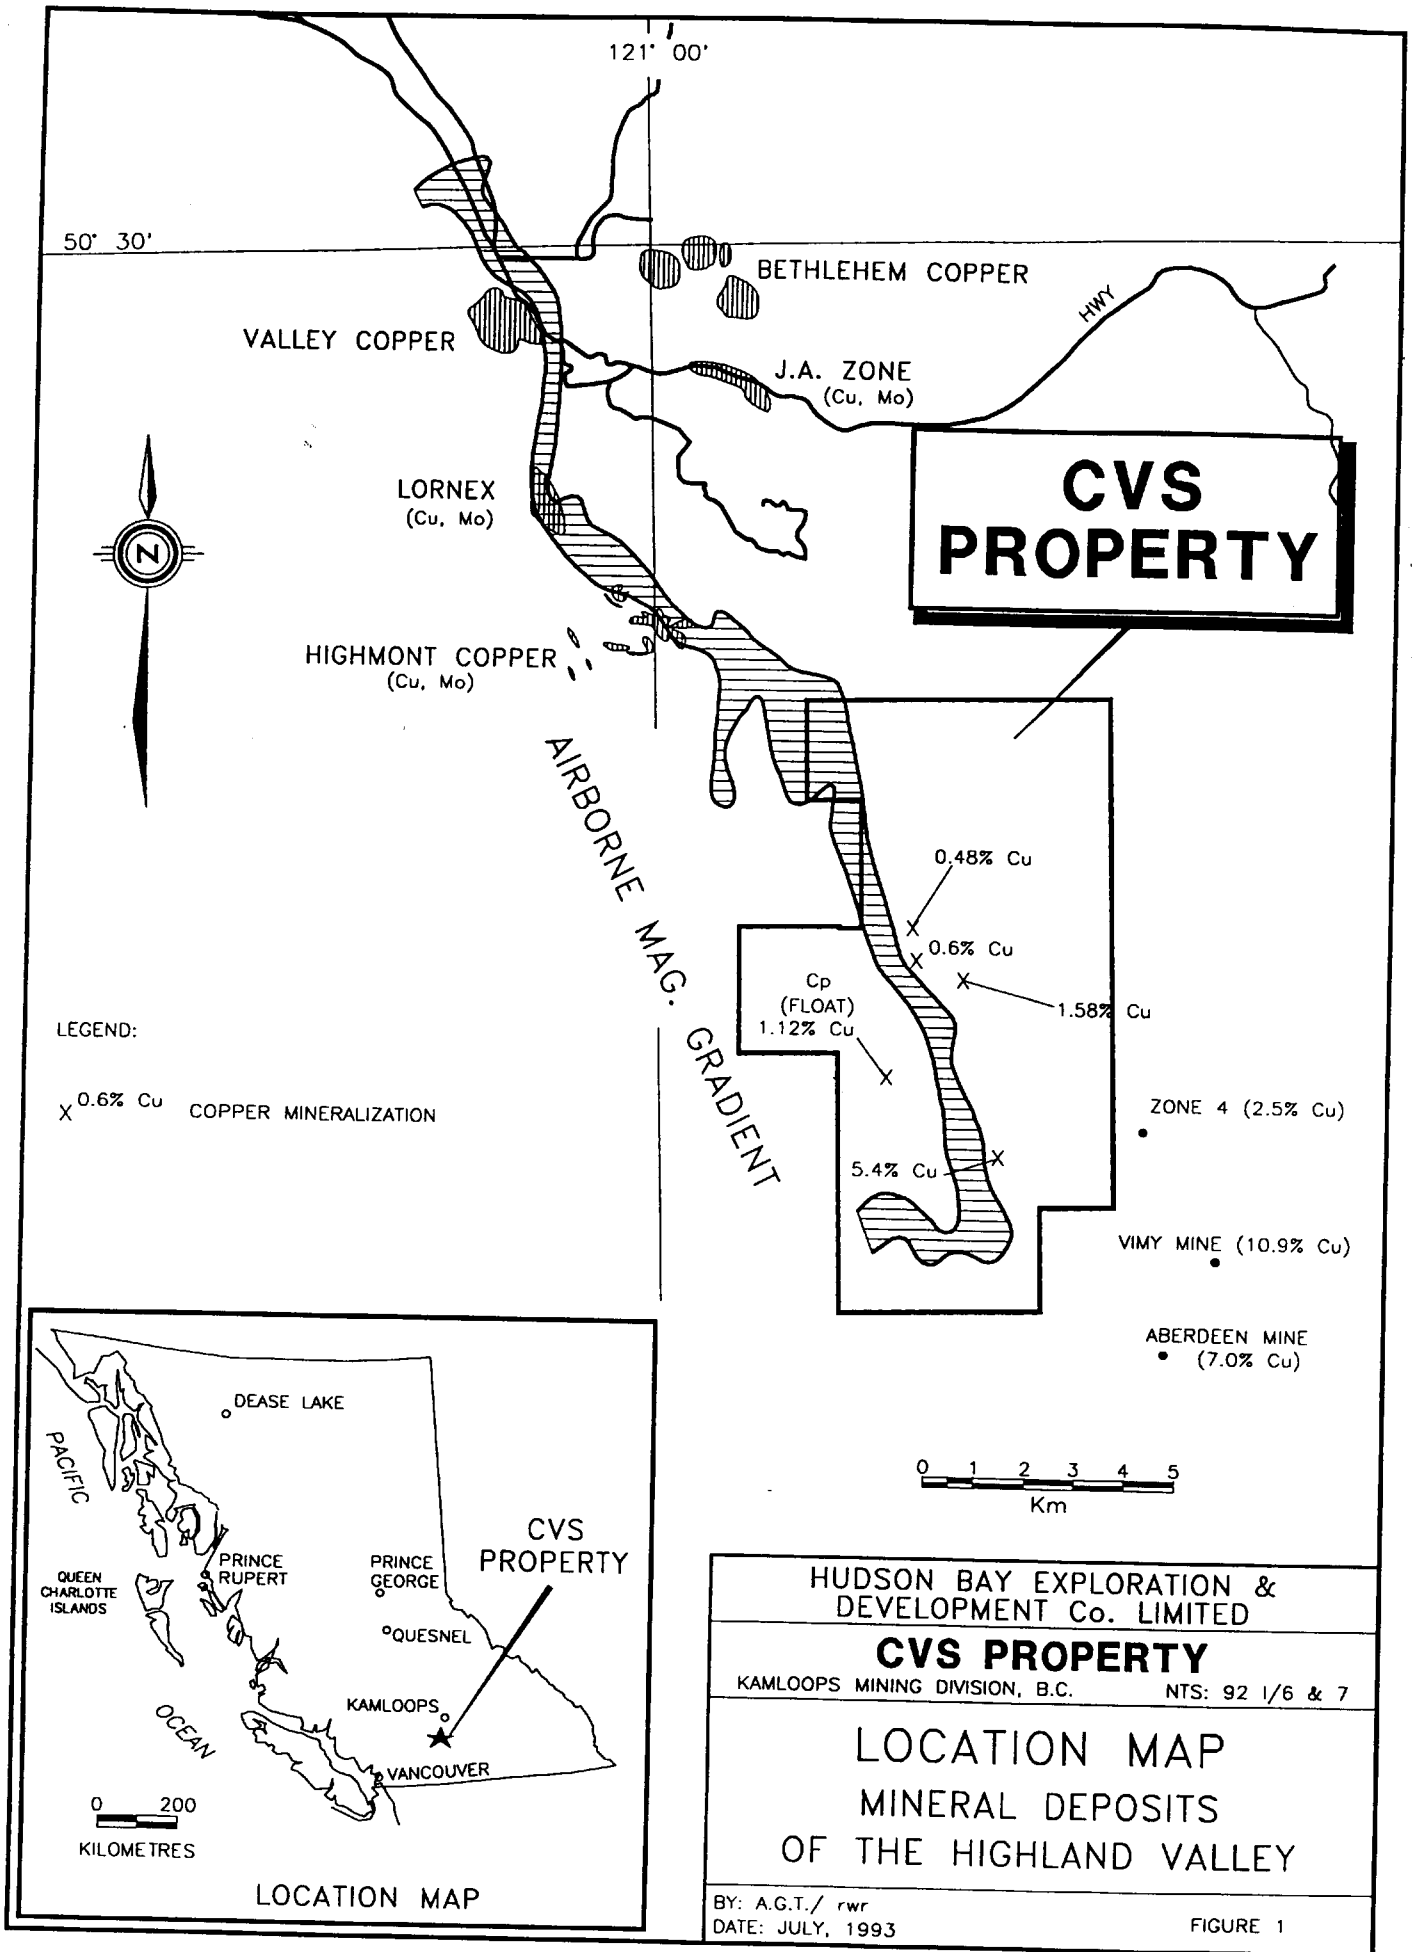 121° 00'
50° 30'
BETHLEHEM COPPER
HWY
VALLEY COPPER
J.A. ZONE
(Cu, Mo)
CVS
PROPERTY
LORNEX
(Cu, Mo)
N
HIGHMONT COPPER
(Cu, Mo)
AIRBORNE MAG. GRADIENT
0.48% Cu
0.6% Cu
Cp
(FLOAT)
1.12% Cu
1.58% Cu
LEGEND:
X 0.6% Cu COPPER MINERALIZATION
ZONE 4 (2.5% Cu)
5.4% Cu
VIMY MINE (10.9% Cu)
ABERDEEN MINE
(7.0% Cu)
0 1 2 3 4 5
Km
DEASE LAKE
PACIFIC
CVS
PROPERTY
PRINCE
RUPERT
PRINCE
GEORGE
QUEEN
CHARLOTTE
ISLANDS
QUESNEL
KAMLOOPS
OCEAN
VANCOUVER
0 200
KILOMETRES
LOCATION MAP
HUDSON BAY EXPLORATION &
DEVELOPMENT Co. LIMITED
CVS PROPERTY
KAMLOOPS MINING DIVISION, B.C. NTS: 92 I/6 & 7
LOCATION MAP
MINERAL DEPOSITS
OF THE HIGHLAND VALLEY
BY: A.G.T./ rwr
DATE: JULY, 1993
FIGURE 1